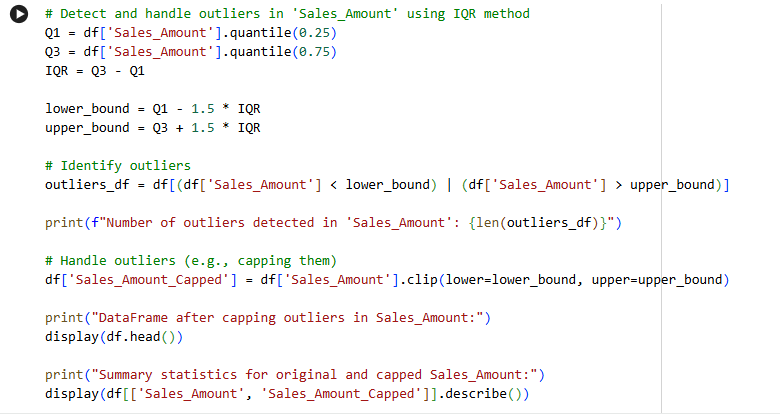 # Detect and handle outliers in 'Sales_Amount' using IQR method
Q1 = df['Sales_Amount'].quantile(0.25)
Q3 = df['Sales_Amount'].quantile(0.75)
IQR = Q3 - Q1

lower_bound = Q1 - 1.5 * IQR
upper_bound = Q3 + 1.5 * IQR

# Identify outliers
outliers_df = df[(df['Sales_Amount'] < lower_bound) | (df['Sales_Amount'] > upper_bound)]

print(f"Number of outliers detected in 'Sales_Amount': {len(outliers_df)}")

# Handle outliers (e.g., capping them)
df['Sales_Amount_Capped'] = df['Sales_Amount'].clip(lower=lower_bound, upper=upper_bound)

print("DataFrame after capping outliers in Sales_Amount:")
display(df.head())

print("Summary statistics for original and capped Sales_Amount:")
display(df[['Sales_Amount', 'Sales_Amount_Capped']].describe())